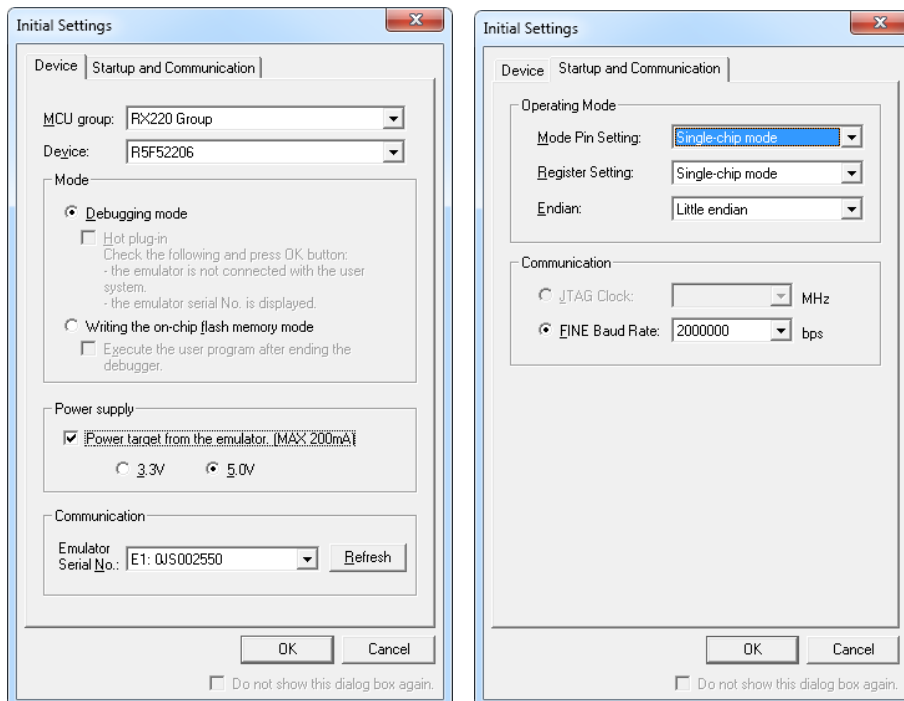 Initial Settings
Device
Startup and Communication
MCU group:
RX220 Group
Device:
R5F52206
Mode
Debugging mode
Hot plug-in
Check the following and press OK button:
- the emulator is not connected with the user
system.
- the emulator serial No. is displayed.
Writing the on-chip flash memory mode
Execute the user program after ending the
debugger.
Power supply
Power target from the emulator. (MAX 200mA)
3.3V
5.0V
Communication
Emulator
Serial No.:
E1: 0JS002550
Refresh
OK
Cancel
Do not show this dialog box again.
Initial Settings
Device
Startup and Communication
Operating Mode
Mode Pin Setting:
Single-chip mode
Register Setting:
Single-chip mode
Endian:
Little endian
Communication
JTAG Clock:
MHz
FINE Baud Rate:
2000000
bps
OK
Cancel
Do not show this dialog box again.